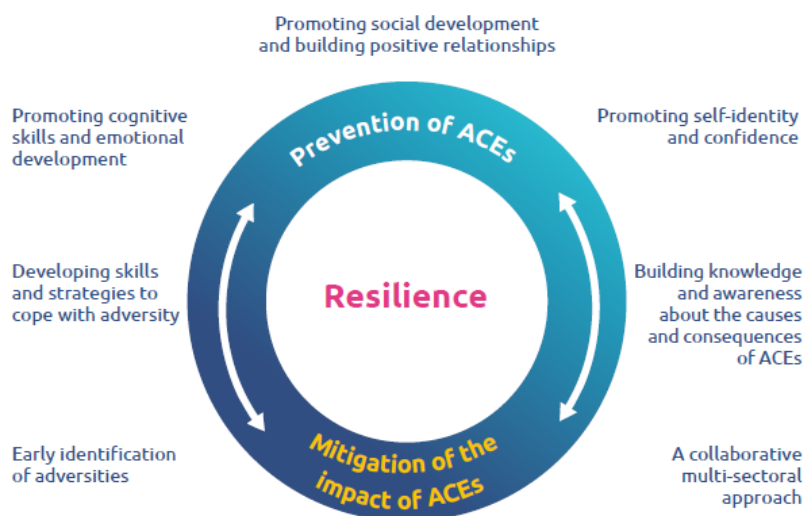 Promoting social development
and building positive relationships
Promoting cognitive
skills and emotional
development
Prevention of ACEs
Promoting self-identity
and confidence
Developing skills
and strategies to
cope with adversity
Resilience
Building knowledge
and awareness
about the causes
and consequences
of ACEs
Early identification
of adversities
Mitigation of the
impact of ACEs
A collaborative
multi-sectoral
approach